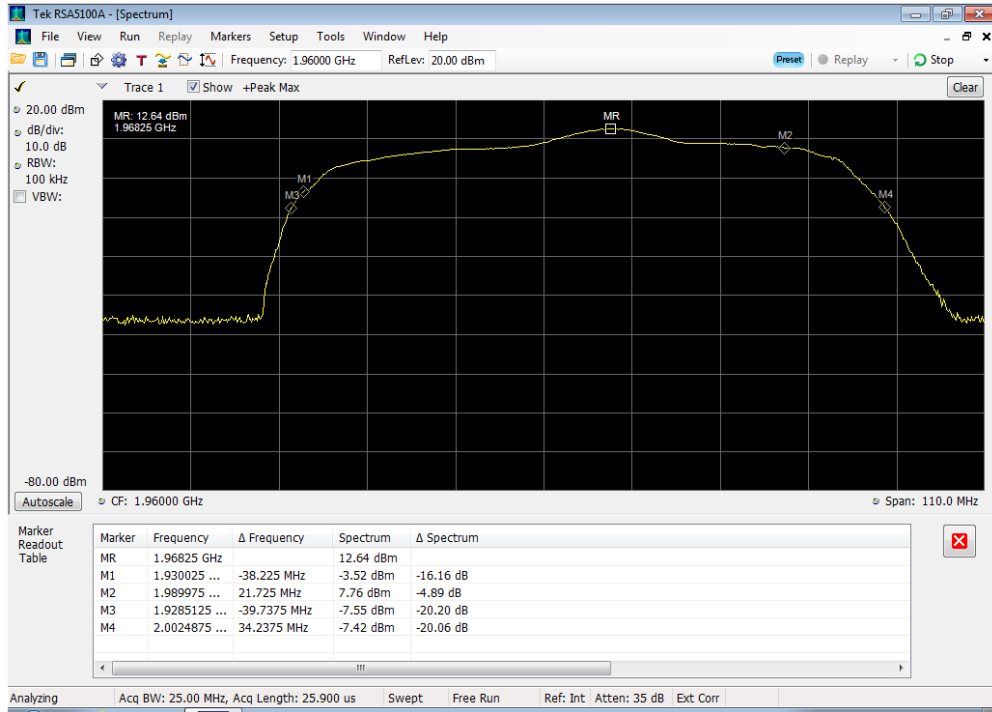 Tek RSA5100A - [Spectrum]
File View Run Replay Markers Setup Tools Window Help
T Frequency: 1.96000 GHz RefLev: 20.00 dBm Preset Replay Stop
Trace 1 Show +Peak Max Clear
20.00 dBm
dB/div:
10.0 dB
RBW:
100 kHz
VBW:
-80.00 dBm
Autoscale
MR: 12.64 dBm
1.96825 GHz
MR
M2
M1
M3
M4
CF: 1.96000 GHz Span: 110.0 MHz
Marker
Readout
Table
Marker Frequency Δ Frequency Spectrum Δ Spectrum
MR 1.96825 GHz 12.64 dBm
M1 1.930025 ... -38.225 MHz -3.52 dBm -16.16 dB
M2 1.989975 ... 21.725 MHz 7.76 dBm -4.89 dB
M3 1.9285125 ... -39.7375 MHz -7.55 dBm -20.20 dB
M4 2.0024875 ... 34.2375 MHz -7.42 dBm -20.06 dB
Analyzing Acq BW: 25.00 MHz, Acq Length: 25.900 us Swept Free Run Ref: Int Atten: 35 dB Ext Corr